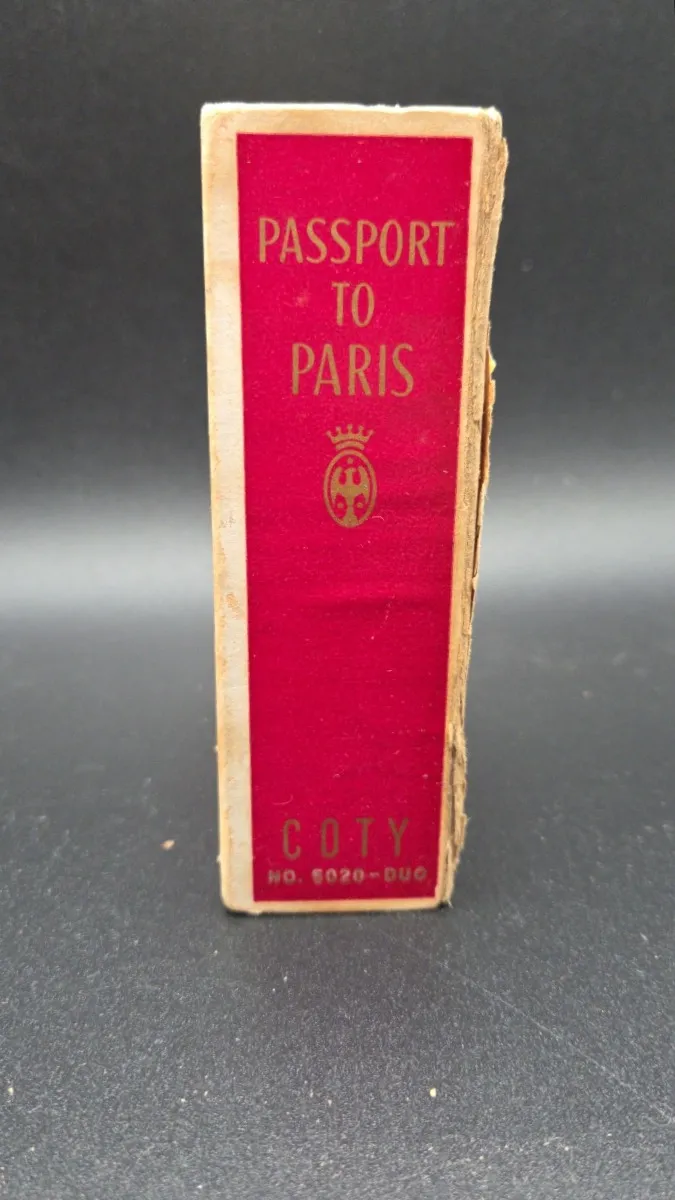 PASSPORT
TO
PARIS
COTY
NO. 5020-DUO